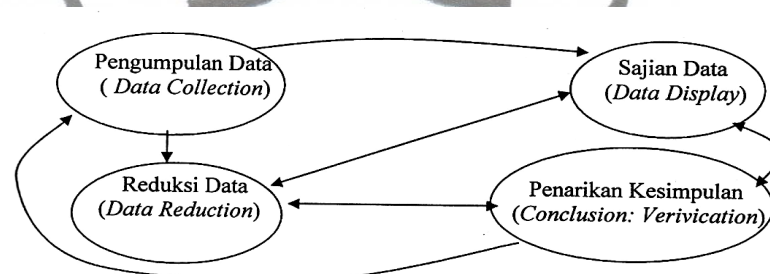 Pengumpulan Data
( Data Collection)
Sajian Data
(Data Display)
Reduksi Data
(Data Reduction)
Penarikan Kesimpulan
(Conclusion: Verivication)